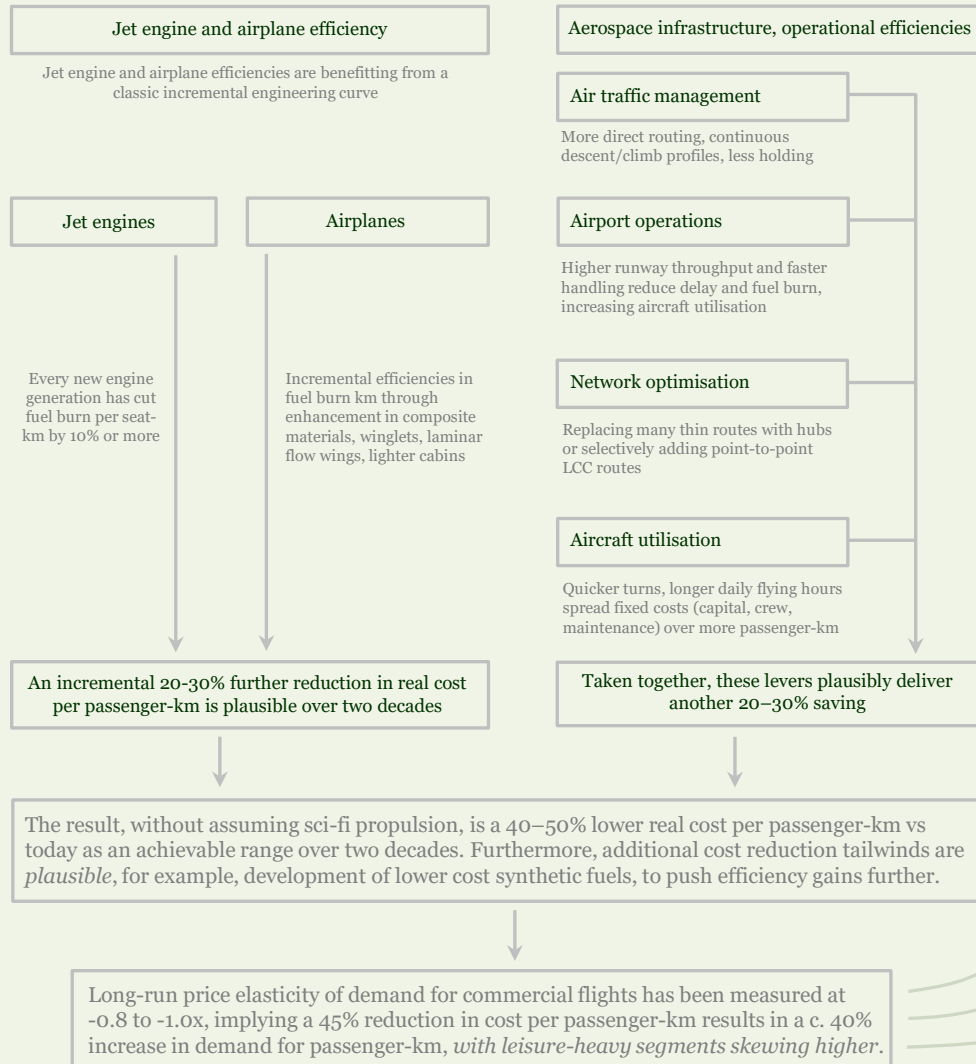 Jet engine and airplane efficiency
Jet engine and airplane efficiencies are benefitting from a
classic incremental engineering curve
Jet engines
Airplanes
Every new engine
generation has cut
fuel burn per seat-
km by 10% or more
Incremental efficiencies in
fuel burn km through
enhancement in composite
materials, winglets, laminar
flow wings, lighter cabins
An incremental 20-30% further reduction in real cost
per passenger-km is plausible over two decades
Aerospace infrastructure, operational efficiencies
Air traffic management
More direct routing, continuous
descent/climb profiles, less holding
Airport operations
Higher runway throughput and faster
handling reduce delay and fuel burn,
increasing aircraft utilisation
Network optimisation
Replacing many thin routes with hubs
or selectively adding point-to-point
LCC routes
Aircraft utilisation
Quicker turns, longer daily flying hours
spread fixed costs (capital, crew,
maintenance) over more passenger-km
Taken together, these levers plausibly deliver
another 20–30% saving
The result, without assuming sci-fi propulsion, is a 40–50% lower real cost per passenger-km vs
today as an achievable range over two decades. Furthermore, additional cost reduction tailwinds are
plausible, for example, development of lower cost synthetic fuels, to push efficiency gains further.
Long-run price elasticity of demand for commercial flights has been measured at
-0.8 to -1.0x, implying a 45% reduction in cost per passenger-km results in a c. 40%
increase in demand for passenger-km, with leisure-heavy segments skewing higher.